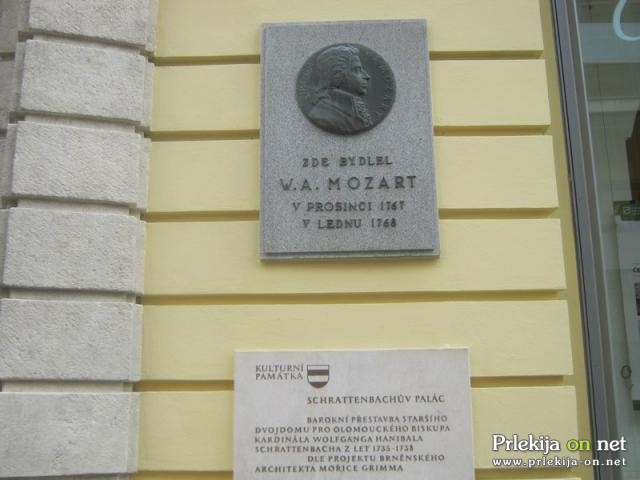 ZDE BYDLEL
W. A. MOZART
V PROSINCI 1767
V LEDNU 1768
KULTURNÍ
PAMÁTKA
SCHRATTENBACHŮV PALÁC
BAROKNÍ PŘESTAVBA STARŠÍHO
DVOJDOMU PRO OLOMOUCKÉHO BISKUPA
KARDINÁLA WOLFGANGA HANIBALA
SCHRATTENBACHA Z LET 1735-1738
DLE PROJEKTU BRNĚNSKÉHO
ARCHITEKTA MOŘICE GRIMMA
Prlekija on net
www.prlekija-on.net